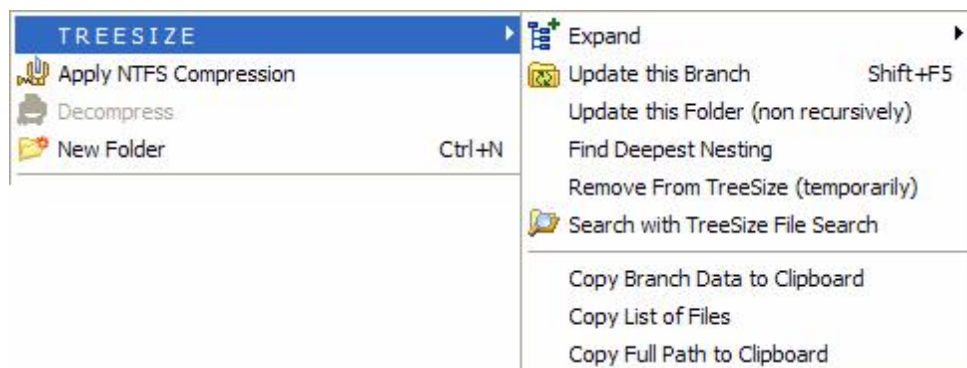 TREESIZE
Apply NTFS Compression
Decompress
New Folder Ctrl+N
Expand
Update this Branch Shift+F5
Update this Folder (non recursively)
Find Deepest Nesting
Remove From TreeSize (temporarily)
Search with TreeSize File Search
Copy Branch Data to Clipboard
Copy List of Files
Copy Full Path to Clipboard